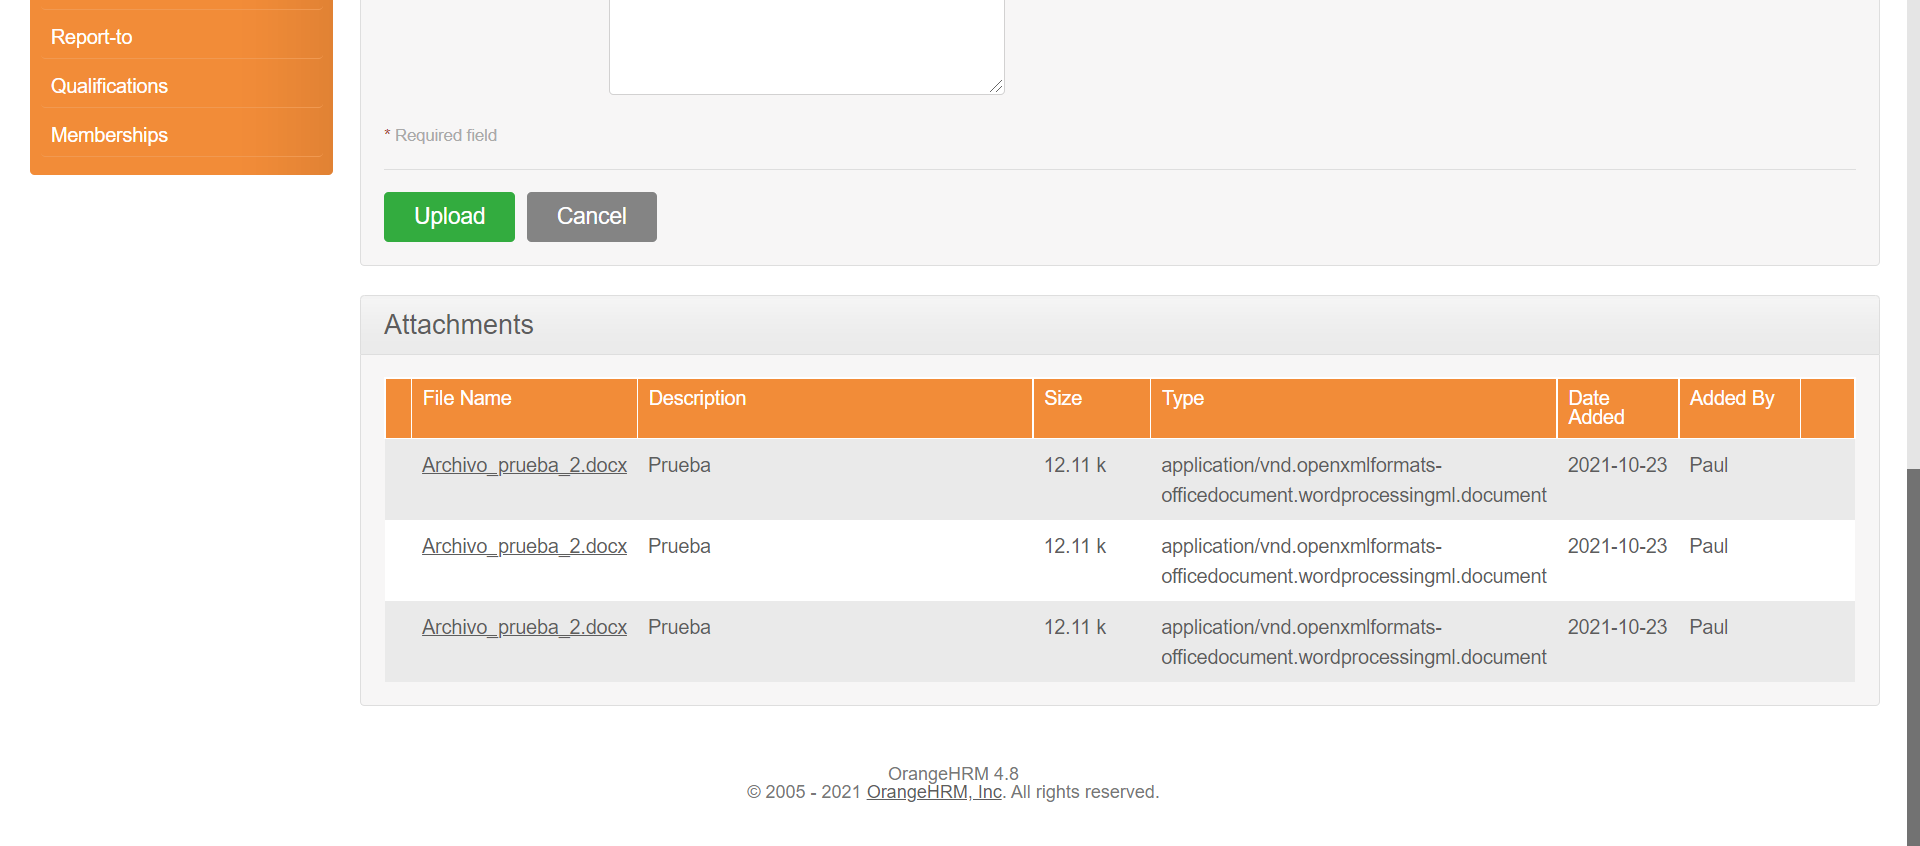 Report-to
Qualifications
Memberships
* Required field
Upload Cancel
Attachments
File Name Description Size Type Date Added Added By
Archivo_prueba_2.docx Prueba 12.11 k application/vnd.openxmlformats- 2021-10-23 Paul
officedocument.wordprocessingml.document
Archivo_prueba_2.docx Prueba 12.11 k application/vnd.openxmlformats- 2021-10-23 Paul
officedocument.wordprocessingml.document
Archivo_prueba_2.docx Prueba 12.11 k application/vnd.openxmlformats- 2021-10-23 Paul
officedocument.wordprocessingml.document
OrangeHRM 4.8
© 2005 - 2021 OrangeHRM, Inc. All rights reserved.